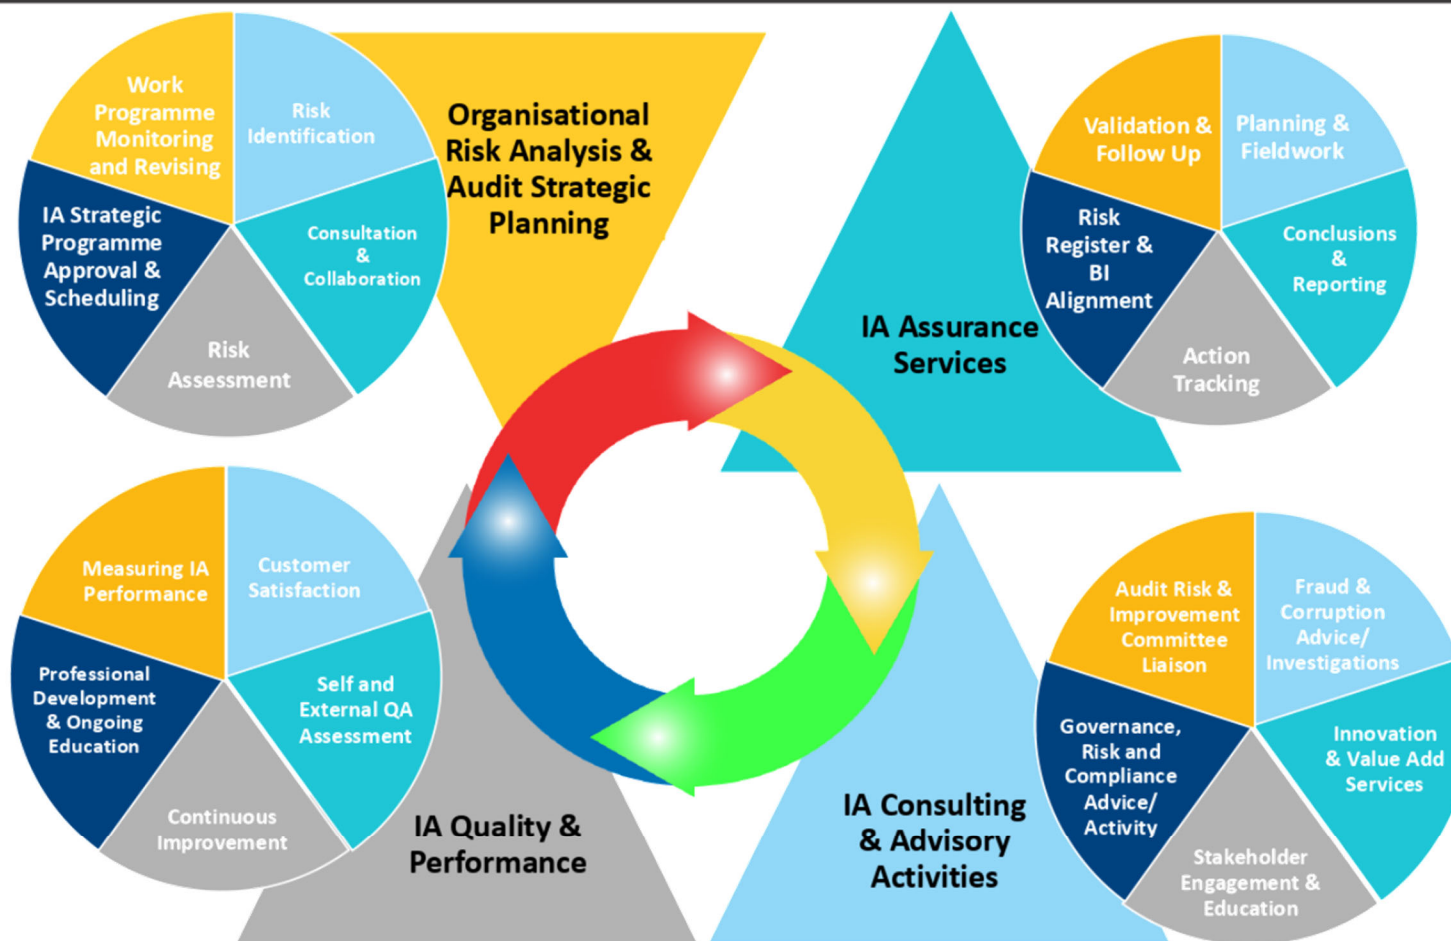 Work
Programme
Monitoring
and Revising
Risk
Identification
Consultation
&
Collaboration
Risk
Assessment
IA Strategic
Programme
Approval &
Scheduling
Organisational
Risk Analysis &
Audit Strategic
Planning
IA Assurance
Services
Validation &
Follow Up
Planning &
Fieldwork
Conclusions
&
Reporting
Action
Tracking
Risk
Register &
BI
Alignment
Measuring IA
Performance
Customer
Satisfaction
Self and
External QA
Assessment
Continuous
Improvement
Professional
Development
& Ongoing
Education
IA Quality &
Performance
IA Consulting
& Advisory
Activities
Audit Risk &
Improvement
Committee
Liaison
Fraud &
Corruption
Advice/
Investigations
Innovation
& Value Add
Services
Stakeholder
Engagement &
Education
Governance,
Risk and
Compliance
Advice/
Activity